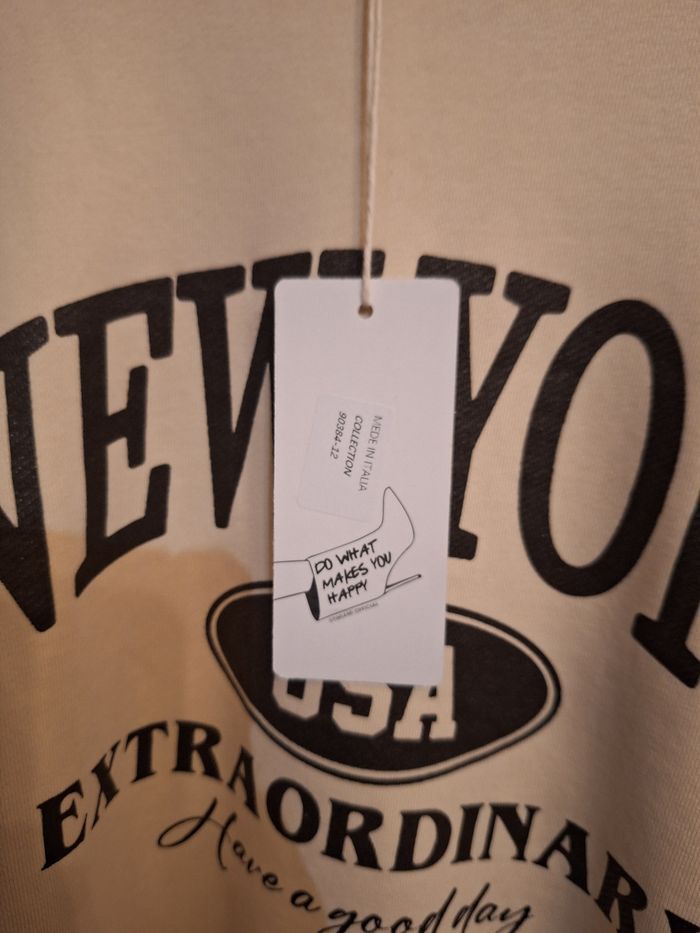 NEW YO
MEDE IN ITALIA
COLLECTION
90384-12
DO WHAT
MAKES YOU
HAPPY
USA
EXTRAORDINAR
Have a good day